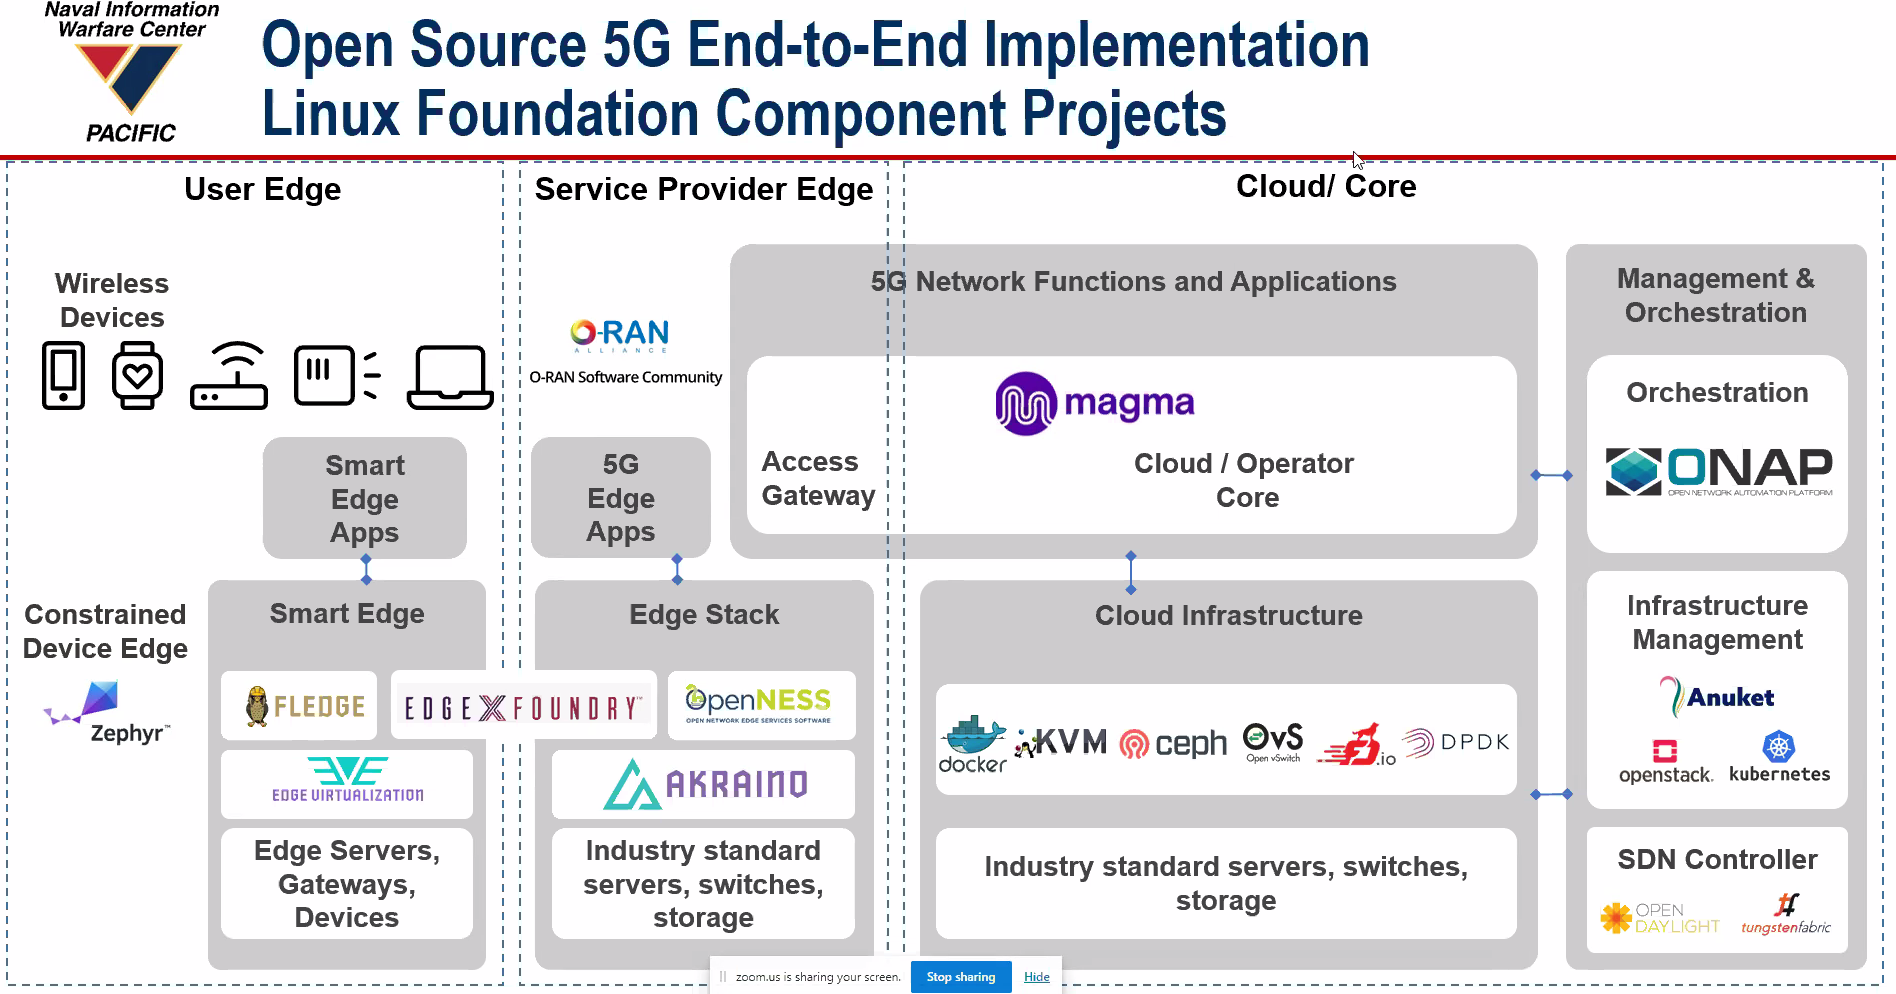 Naval Information
Warfare Center
PACIFIC
Open Source 5G End-to-End Implementation
Linux Foundation Component Projects
User Edge
Wireless
Devices
Smart
Edge
Apps
Constrained
Device Edge
Zephyr™
Smart Edge
FLEDGE
EDGE X FOUNDRY™
EDGE VIRTUALIZATION
Edge Servers,
Gateways,
Devices
Service Provider Edge
O-RAN
ALLIANCE
O-RAN Software Community
5G
Edge
Apps
Edge Stack
OpenNESS
OPEN NETWORK EDGE SERVICES SOFTWARE
AKRAINO
Industry standard
servers, switches,
storage
Cloud/ Core
5G Network Functions and Applications
magma
Access
Gateway
Cloud / Operator
Core
Cloud Infrastructure
docker
KVM
ceph
OvS
Open vSwitch
.io
DPDK
Industry standard servers, switches,
storage
Management &
Orchestration
Orchestration
ONAP
OPEN NETWORK AUTOMATION PLATFORM
Infrastructure
Management
Anuket
openstack.
kubernetes
SDN Controller
OPEN
DAYLIGHT
tf
tungstenfabric
zoom.us is sharing your screen.
Stop sharing
Hide